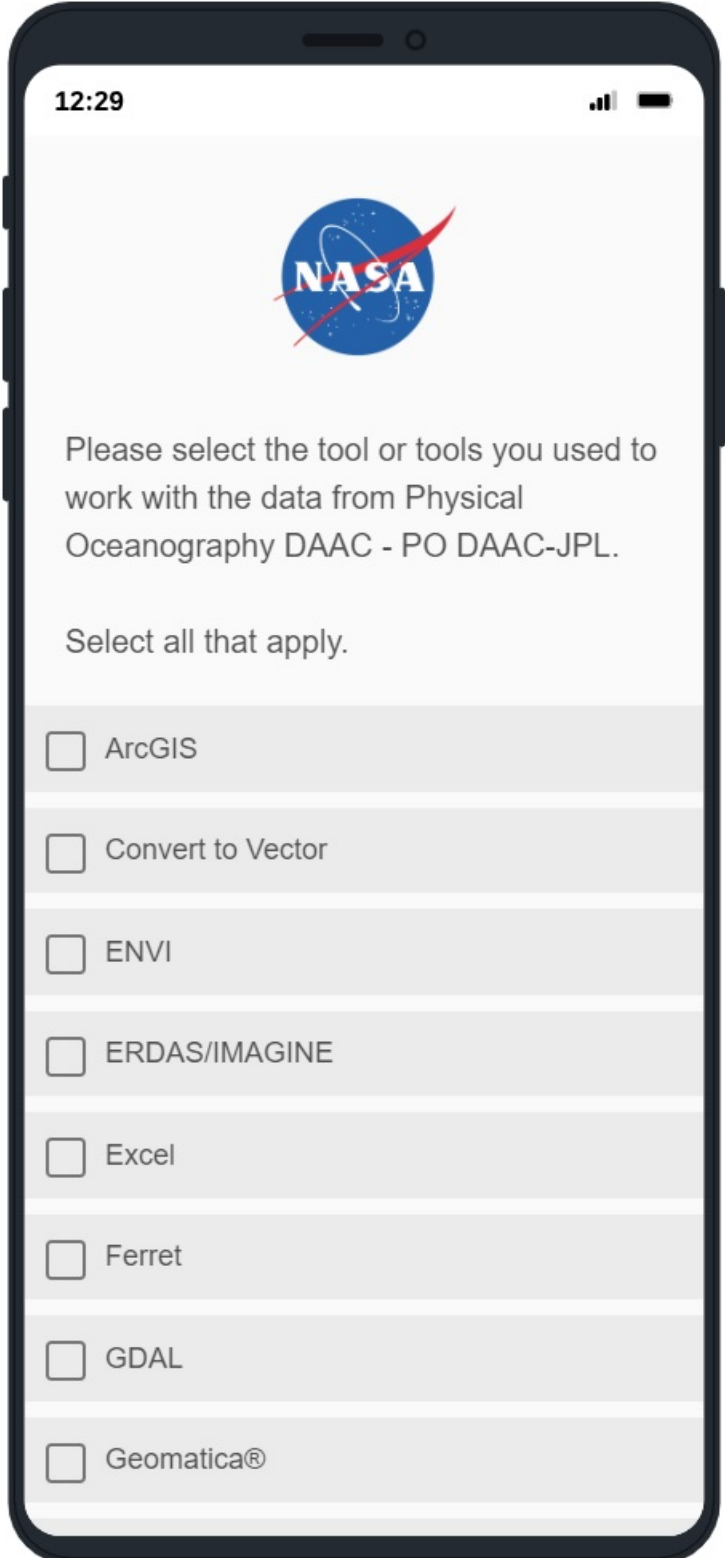 12:29
NASA
Please select the tool or tools you used to
work with the data from Physical
Oceanography DAAC - PO DAAC-JPL.
Select all that apply.
ArcGIS
Convert to Vector
ENVI
ERDAS/IMAGINE
Excel
Ferret
GDAL
Geomatica®